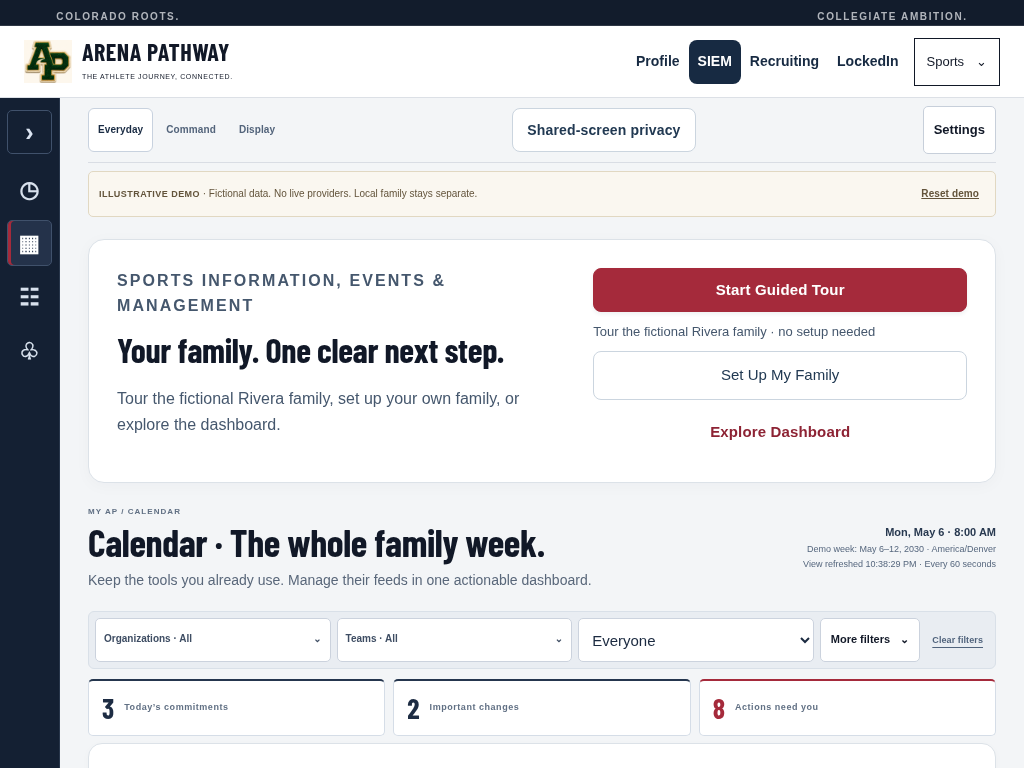 COLORADO ROOTS.
COLLEGIATE AMBITION.
AP
ARENA PATHWAY
THE ATHLETE JOURNEY, CONNECTED.
Profile
SIEM
Recruiting
LockedIn
Sports
Everyday
Command
Display
Shared-screen privacy
Settings
ILLUSTRATIVE DEMO · Fictional data. No live providers. Local family stays separate.
Reset demo
SPORTS INFORMATION, EVENTS &
MANAGEMENT
Your family. One clear next step.
Tour the fictional Rivera family, set up your own family, or
explore the dashboard.
Start Guided Tour
Tour the fictional Rivera family · no setup needed
Set Up My Family
Explore Dashboard
MY AP / CALENDAR
Calendar · The whole family week.
Keep the tools you already use. Manage their feeds in one actionable dashboard.
Mon, May 6 · 8:00 AM
Demo week: May 6–12, 2030 · America/Denver
View refreshed 10:38:29 PM · Every 60 seconds
Organizations · All
Teams · All
Everyone
More filters
Clear filters
3 Today's commitments
2 Important changes
8 Actions need you